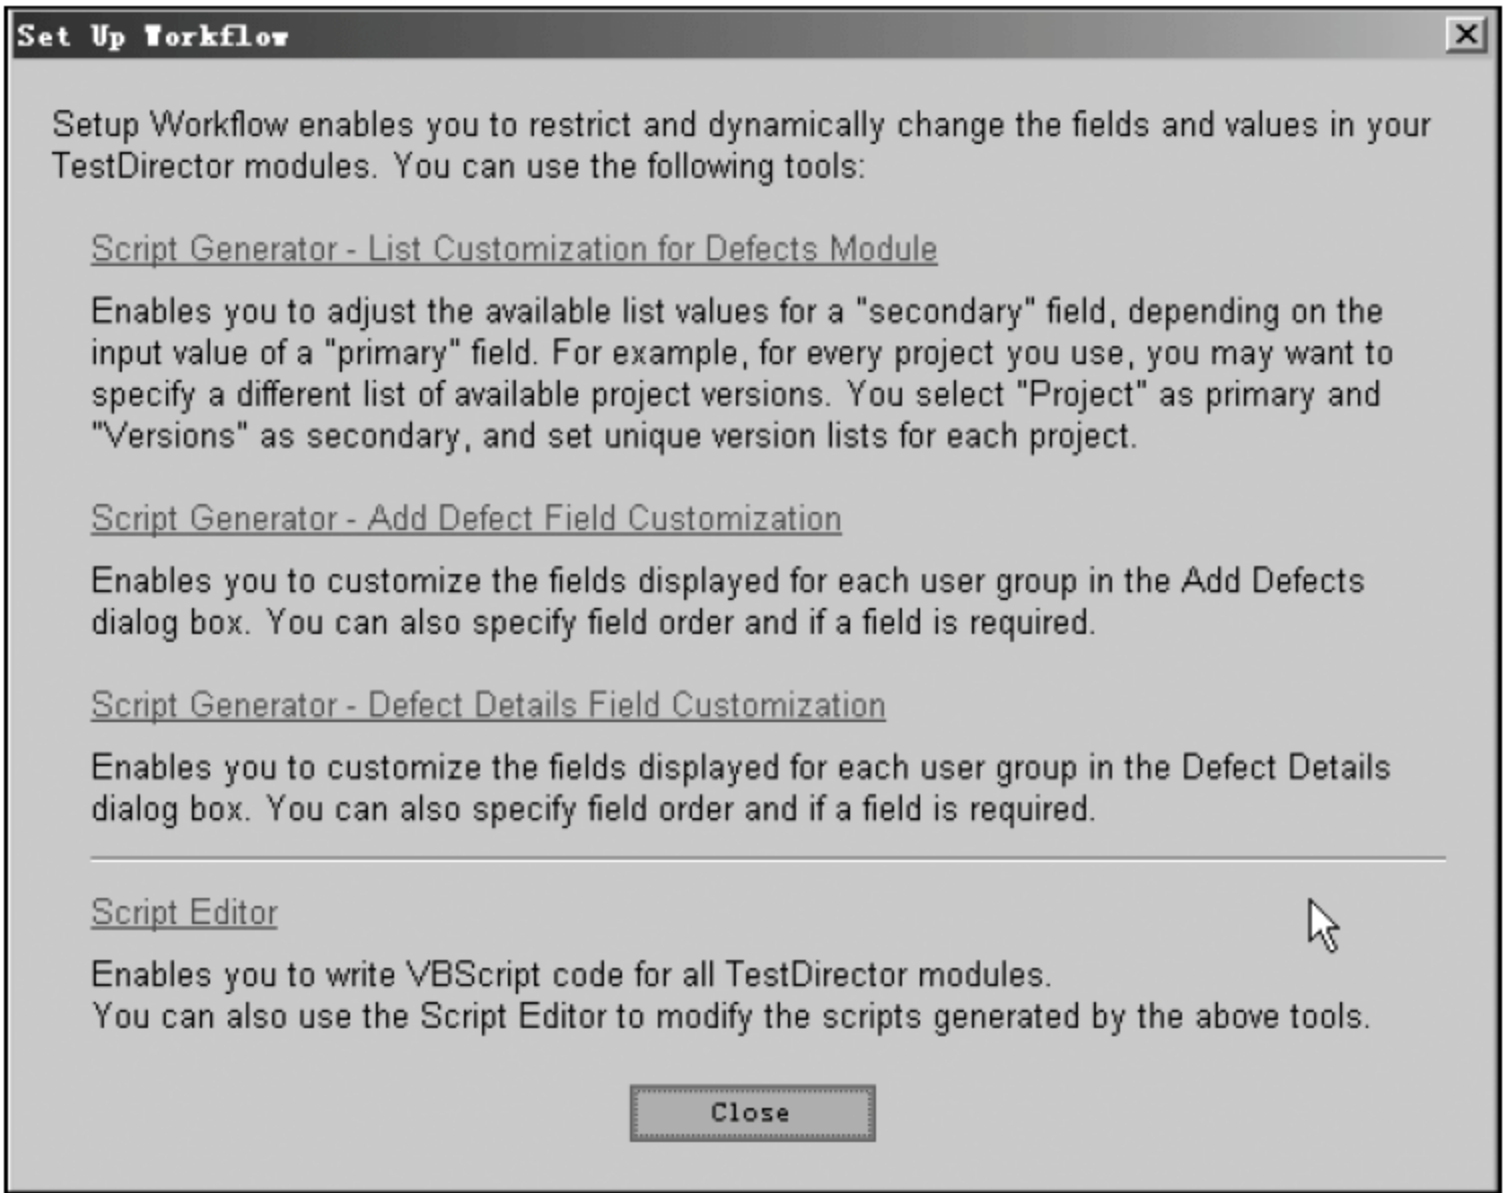 Set Up Workflow
Setup Workflow enables you to restrict and dynamically change the fields and values in your
TestDirector modules. You can use the following tools:
Script Generator - List Customization for Defects Module
Enables you to adjust the available list values for a "secondary" field, depending on the
input value of a "primary" field. For example, for every project you use, you may want to
specify a different list of available project versions. You select "Project" as primary and
"Versions" as secondary, and set unique version lists for each project.
Script Generator - Add Defect Field Customization
Enables you to customize the fields displayed for each user group in the Add Defects
dialog box. You can also specify field order and if a field is required.
Script Generator - Defect Details Field Customization
Enables you to customize the fields displayed for each user group in the Defect Details
dialog box. You can also specify field order and if a field is required.
Script Editor
Enables you to write VBScript code for all TestDirector modules.
You can also use the Script Editor to modify the scripts generated by the above tools.
Close